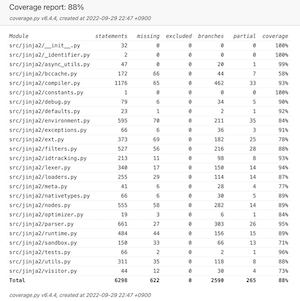 Coverage report: 88%
coverage.py v6.4.4, created at 2022-09-29 22:47 +0900
Module statements missing excluded branches partial coverage
src/jinja2/__init__.py 32 0 0 0 0 100%
src/jinja2/_identifier.py 2 0 0 0 0 100%
src/jinja2/async_utils.py 47 0 0 20 1 99%
src/jinja2/bccache.py 172 66 0 44 7 58%
src/jinja2/compiler.py 1176 65 0 462 33 93%
src/jinja2/constants.py 1 0 0 0 0 100%
src/jinja2/debug.py 79 6 0 34 5 90%
src/jinja2/defaults.py 23 1 0 2 1 92%
src/jinja2/environment.py 595 70 0 211 35 84%
src/jinja2/exceptions.py 66 6 0 36 3 91%
src/jinja2/ext.py 373 69 0 182 25 78%
src/jinja2/filters.py 527 56 0 216 28 88%
src/jinja2/idtracking.py 213 11 0 98 8 93%
src/jinja2/lexer.py 340 17 0 150 14 94%
src/jinja2/loaders.py 255 29 0 114 14 87%
src/jinja2/meta.py 41 6 0 28 4 77%
src/jinja2/nativetypes.py 66 6 0 30 5 89%
src/jinja2/nodes.py 555 58 0 282 14 89%
src/jinja2/optimizer.py 19 3 0 6 1 84%
src/jinja2/parser.py 661 27 0 303 26 95%
src/jinja2/runtime.py 484 44 0 156 15 89%
src/jinja2/sandbox.py 150 33 0 66 13 71%
src/jinja2/tests.py 66 2 0 2 1 96%
src/jinja2/utils.py 311 35 0 118 8 88%
src/jinja2/visitor.py 44 12 0 30 4 73%
Total 6298 622 0 2590 265 88%
coverage.py v6.4.4, created at 2022-09-29 22:47 +0900